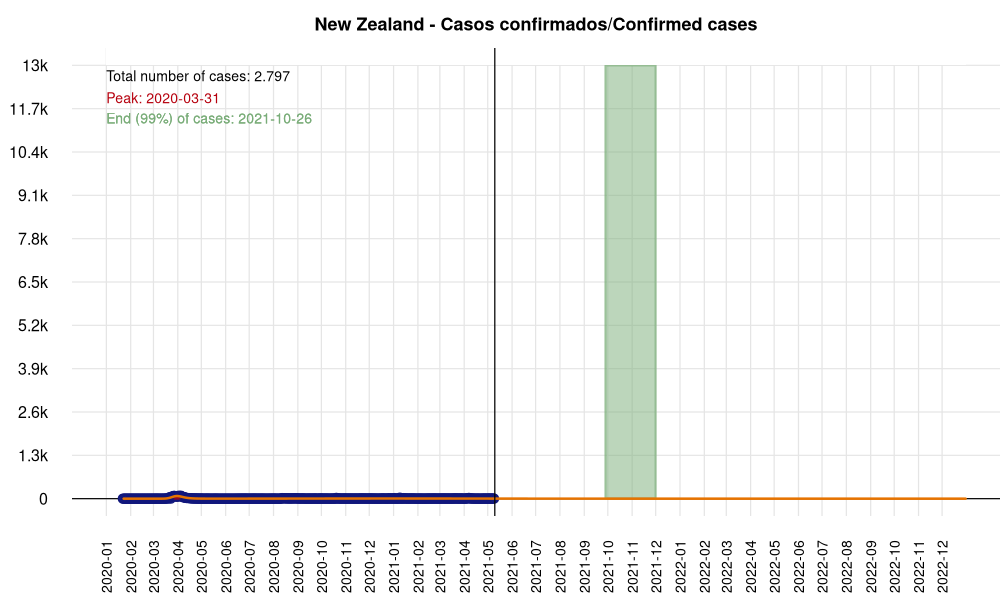 New Zealand - Casos confirmados/Confirmed cases
Total number of cases: 2.797
Peak: 2020-03-31
End (99%) of cases: 2021-10-26
13k
11.7k
10.4k
9.1k
7.8k
6.5k
5.2k
3.9k
2.6k
1.3k
0
2020-01
2020-02
2020-03
2020-04
2020-05
2020-06
2020-07
2020-08
2020-09
2020-10
2020-11
2020-12
2021-01
2021-02
2021-03
2021-04
2021-05
2021-06
2021-07
2021-08
2021-09
2021-10
2021-11
2021-12
2022-01
2022-02
2022-03
2022-04
2022-05
2022-06
2022-07
2022-08
2022-09
2022-10
2022-11
2022-12